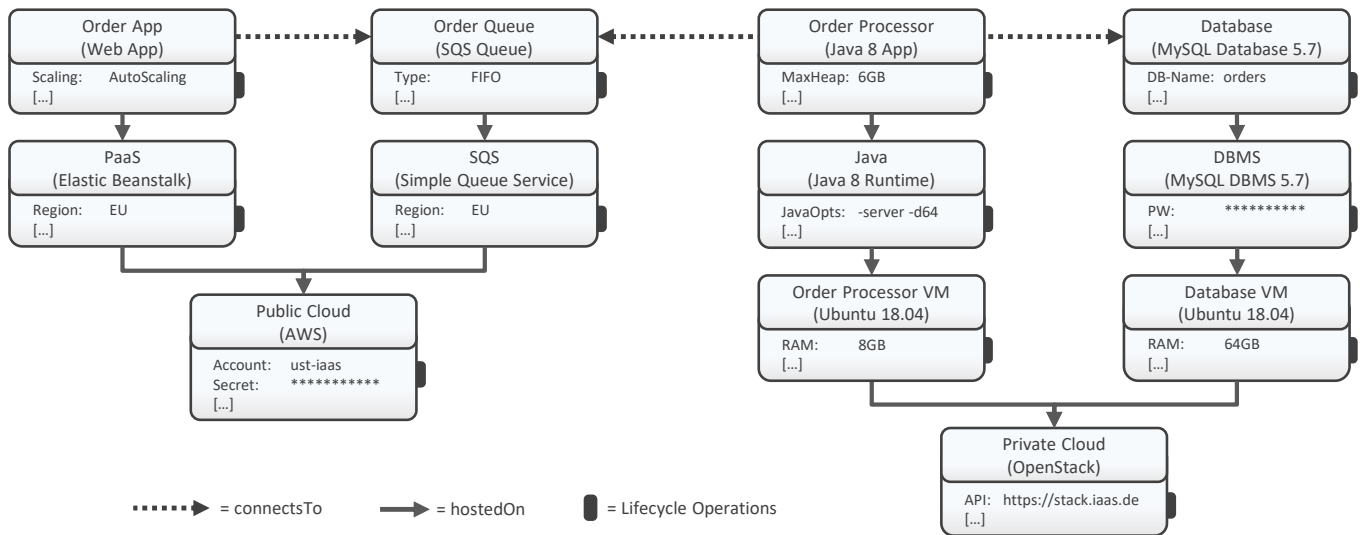 Order App
(Web App)
Scaling: AutoScaling
[...]
Order Queue
(SQS Queue)
Type: FIFO
[...]
Order Processor
(Java 8 App)
MaxHeap: 6GB
[...]
Database
(MySQL Database 5.7)
DB-Name: orders
[...]
PaaS
(Elastic Beanstalk)
Region: EU
[...]
SQS
(Simple Queue Service)
Region: EU
[...]
Java
(Java 8 Runtime)
JavaOpts: -server -d64
[...]
DBMS
(MySQL DBMS 5.7)
PW: **********
[...]
Public Cloud
(AWS)
Account: ust-iaas
Secret: ***********
[...]
Order Processor VM
(Ubuntu 18.04)
RAM: 8GB
[...]
Database VM
(Ubuntu 18.04)
RAM: 64GB
[...]
Private Cloud
(OpenStack)
API: https://stack.iaas.de
[...]
= connectsTo
= hostedOn
= Lifecycle Operations